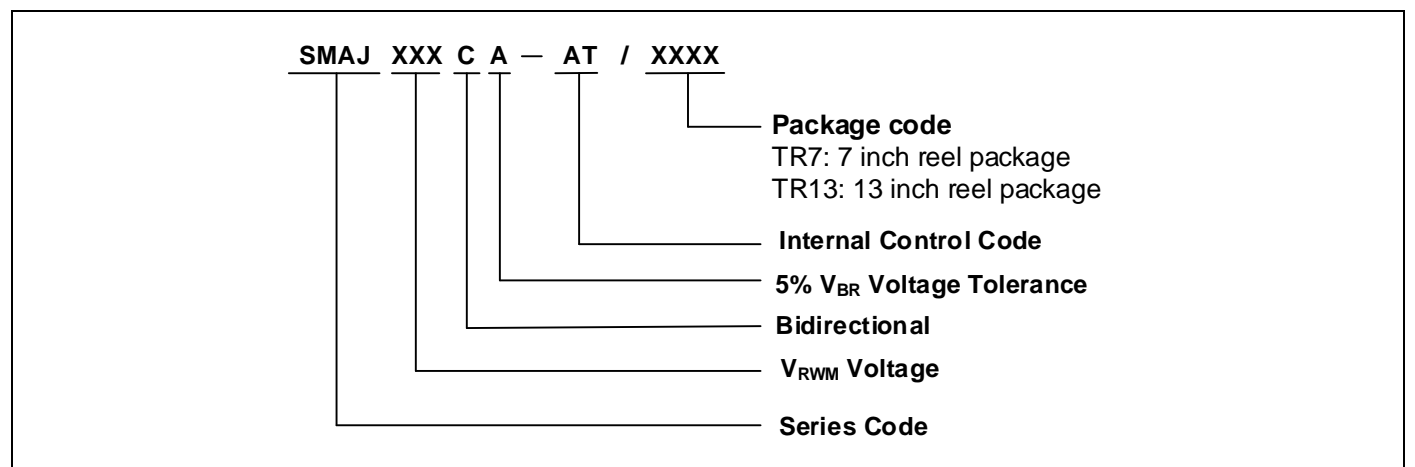 SMAJ XXX C A — AT / XXXX
Package code
TR7: 7 inch reel package
TR13: 13 inch reel package
Internal Control Code
5% VBR Voltage Tolerance
Bidirectional
VRWM Voltage
Series Code